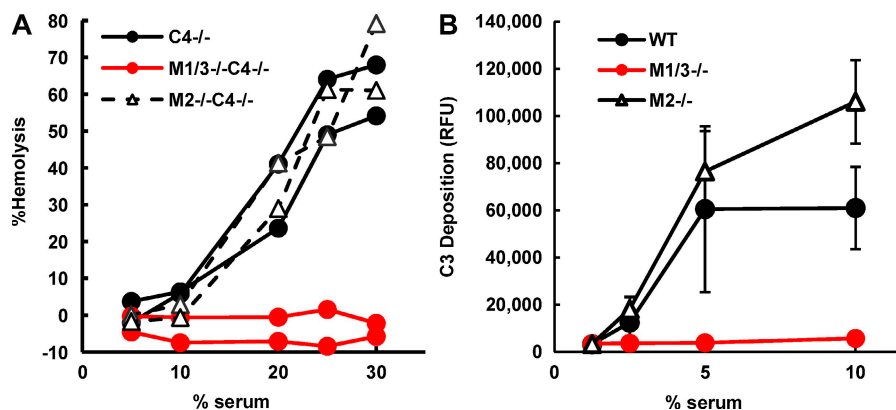 A
%Hemolysis
80
70
60
50
40
30
20
10
0
-10
C4-/-
M1/3-/-C4-/-
M2-/-C4-/-
0
10
20
30
% serum
B
C3 Deposition (RFU)
140,000
120,000
100,000
80,000
60,000
40,000
20,000
0
WT
M1/3-/-
M2-/-
0
5
10
% serum